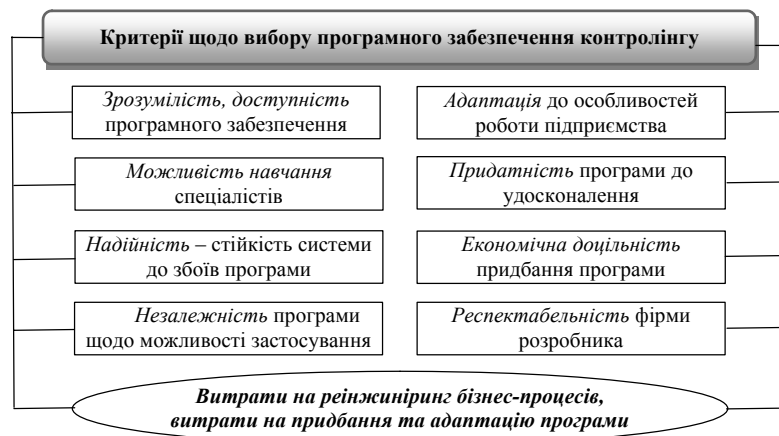 Критерії щодо вибору програмного забезпечення контролінгу
Зрозумілість, доступність
програмного забезпечення
Адаптація до особливостей
роботи підприємства
Можливість навчання
спеціалістів
Придатність програми до
удосконалення
Надійність – стійкість системи
до збоїв програми
Економічна доцільність
придбання програми
Незалежність програми
щодо можливості застосування
Респектабельність фірми
розробника
Витрати на реінжиніринг бізнес-процесів,
витрати на придбання та адаптацію програми